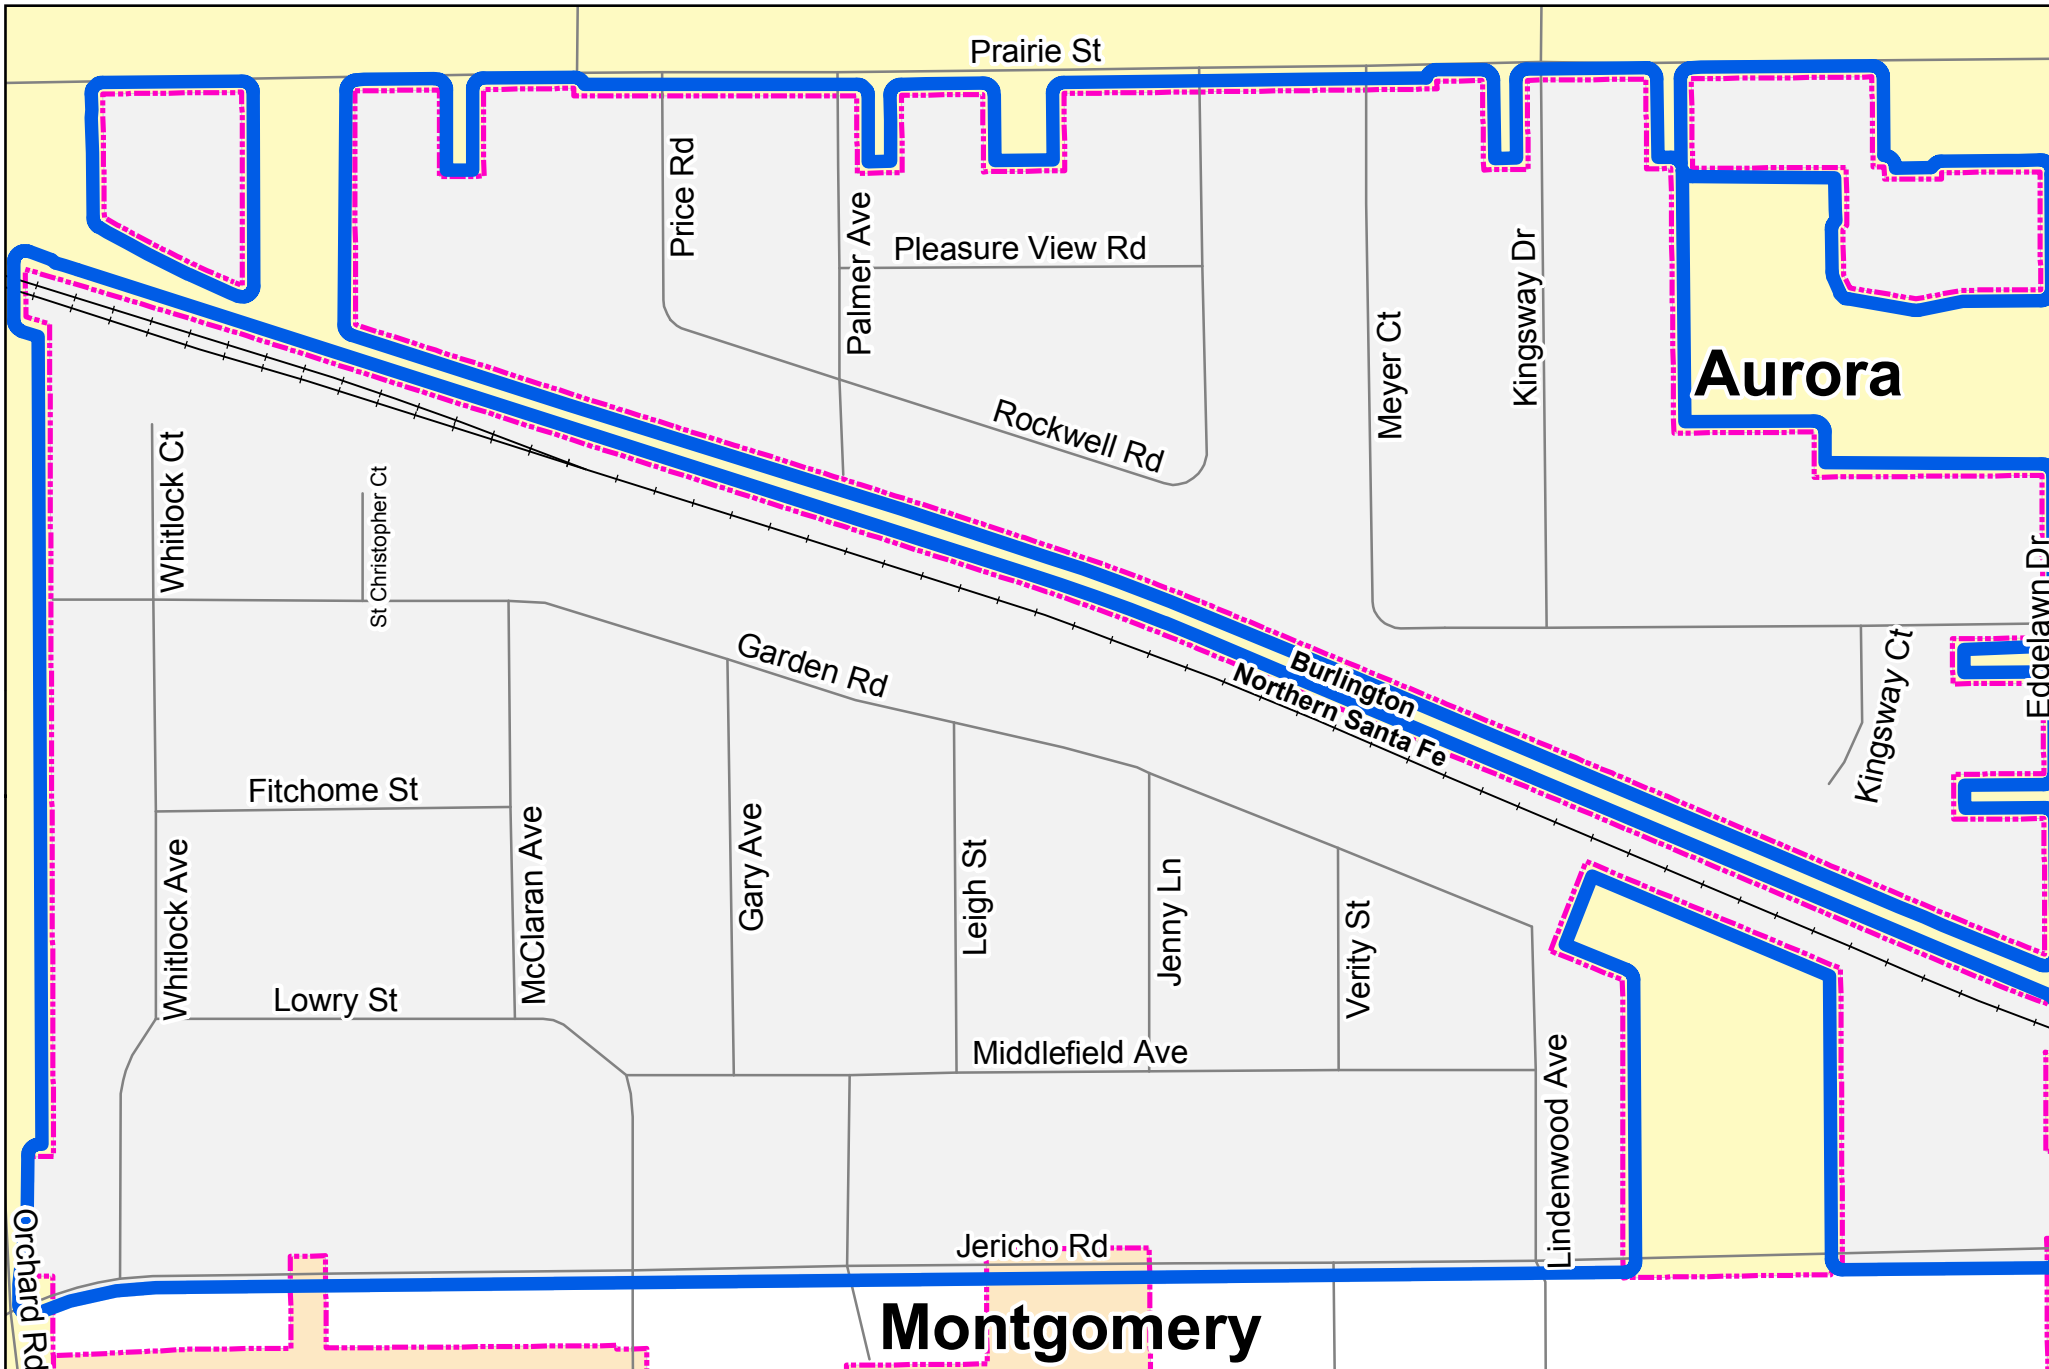 Prairie St
Price Rd
Palmer Ave
Pleasure View Rd
Kingsway Dr
Meyer Ct
Aurora
Rockwell Rd
Whitlock Ct
St Christopher Ct
Edgelawn Dr
Garden Rd
Burlington
Northern Santa Fe
Kingsway Ct
Fitchome St
Whitlock Ave
McClaran Ave
Gary Ave
Leigh St
Jenny Ln
Verity St
Lowry St
Middlefield Ave
Lindenwood Ave
Jericho Rd
Orchard Rd
Montgomery